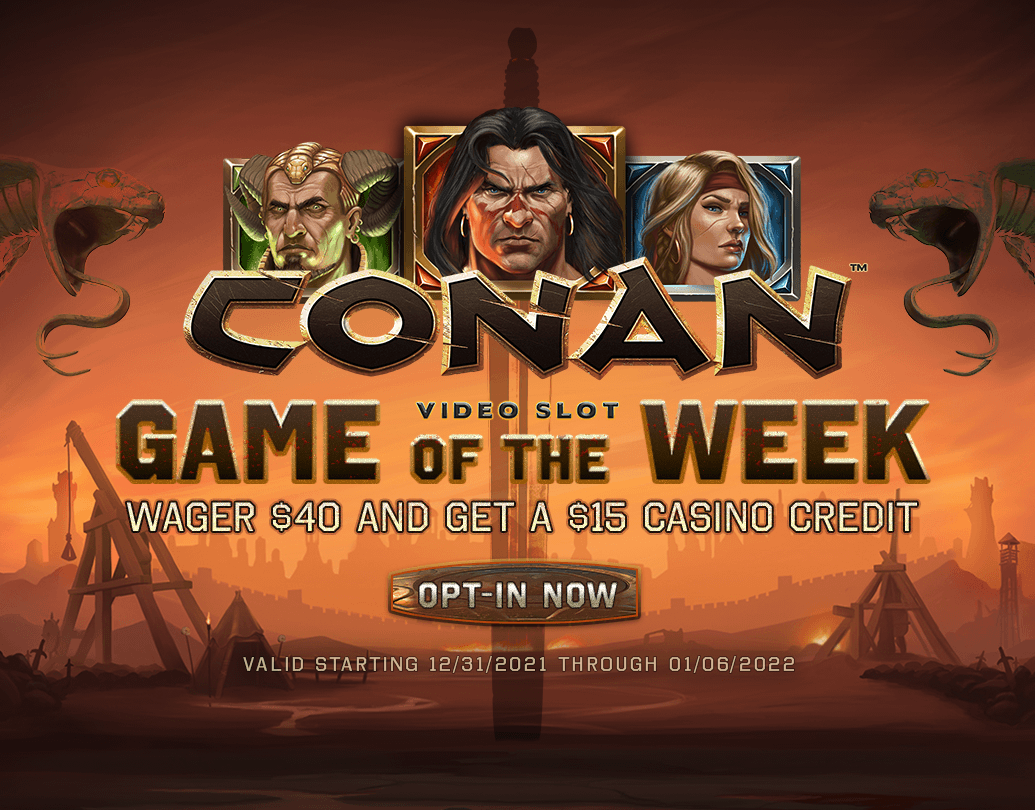 CONAN™
VIDEO SLOT
GAME OF THE WEEK
WAGER $40 AND GET A $15 CASINO CREDIT
OPT-IN NOW
VALID STARTING 12/31/2021 THROUGH 01/06/2022